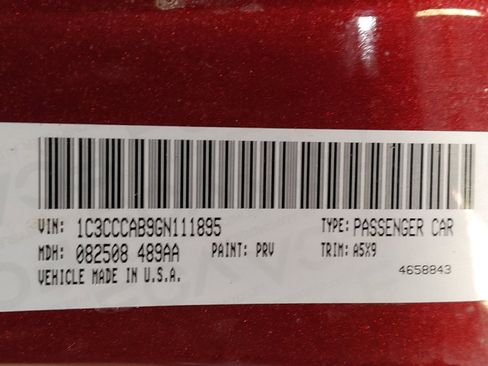 VIN: 1C3CCCAB9GN111895 TYPE: PASSENGER CAR
MDH: 082508 489AA PAINT: PRV TRIM: A5X9
VEHICLE MADE IN U.S.A. 4658843